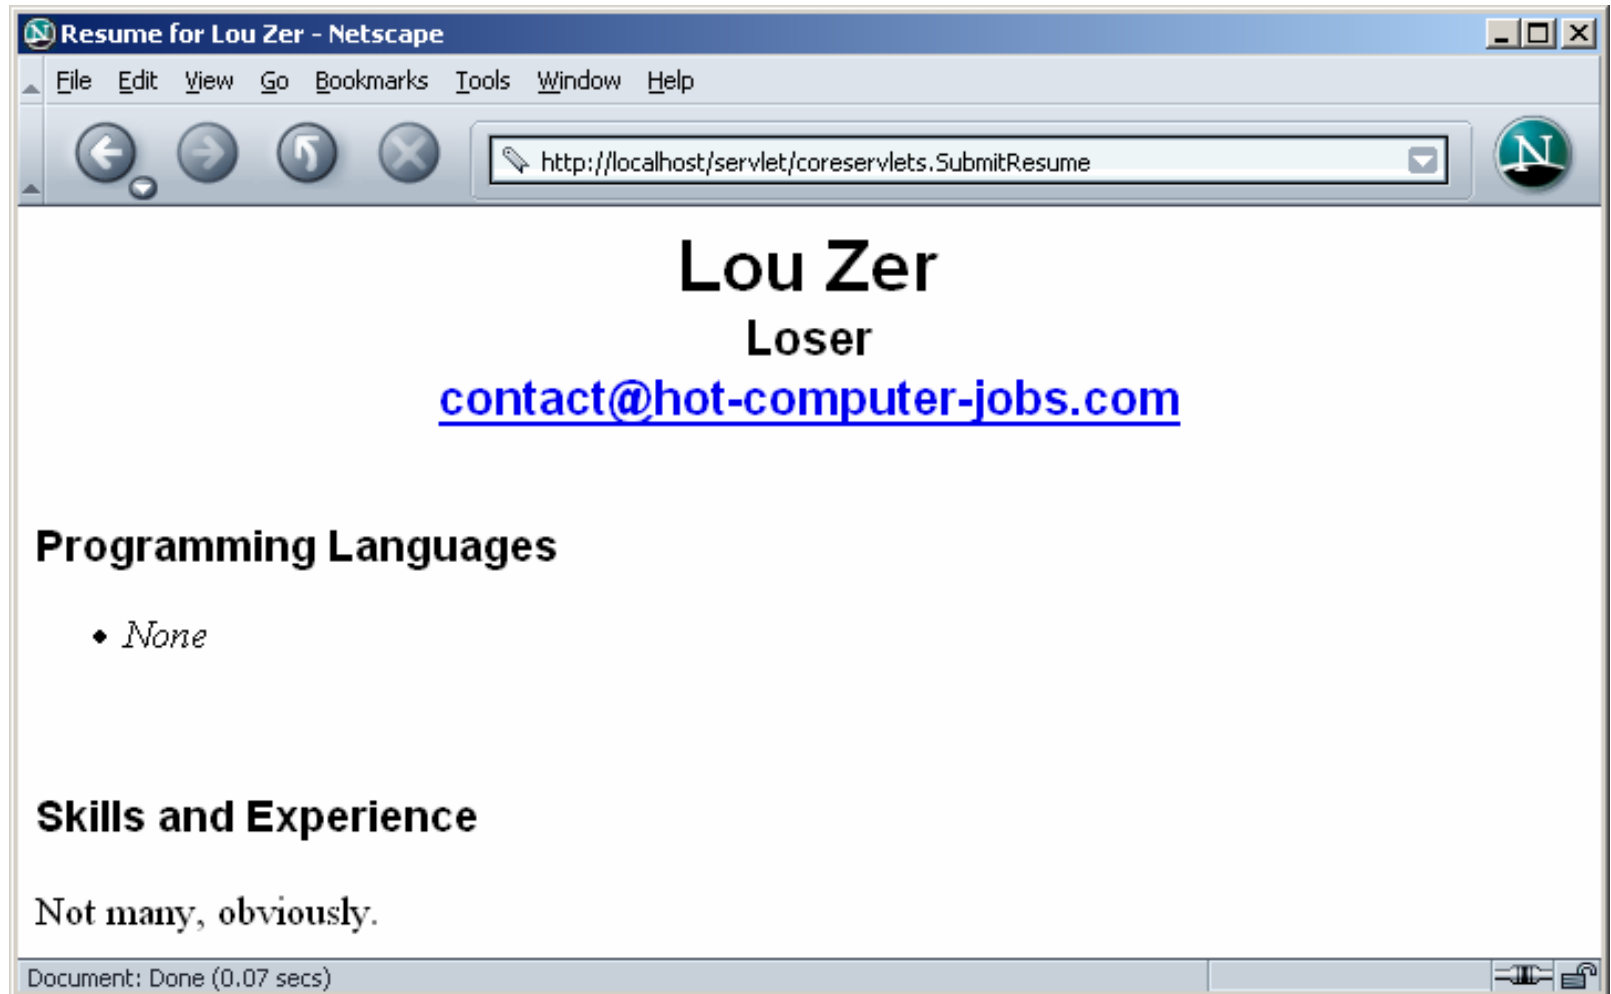 Resume for Lou Zer - Netscape
File Edit View Go Bookmarks Tools Window Help
http://localhost/servlet/coreservlets.SubmitResume
N
Lou Zer
Loser
contact@hot-computer-jobs.com
Programming Languages
• None
Skills and Experience
Not many, obviously.
Document: Done (0.07 secs)